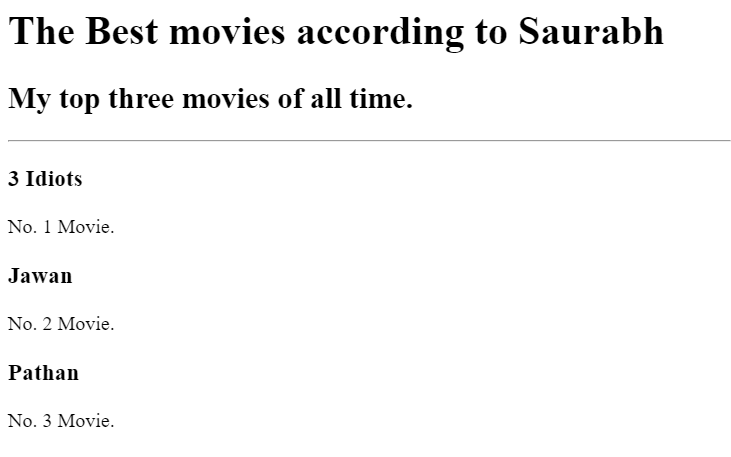 The Best movies according to Saurabh
My top three movies of all time.
3 Idiots
No. 1 Movie.
Jawan
No. 2 Movie.
Pathan
No. 3 Movie.